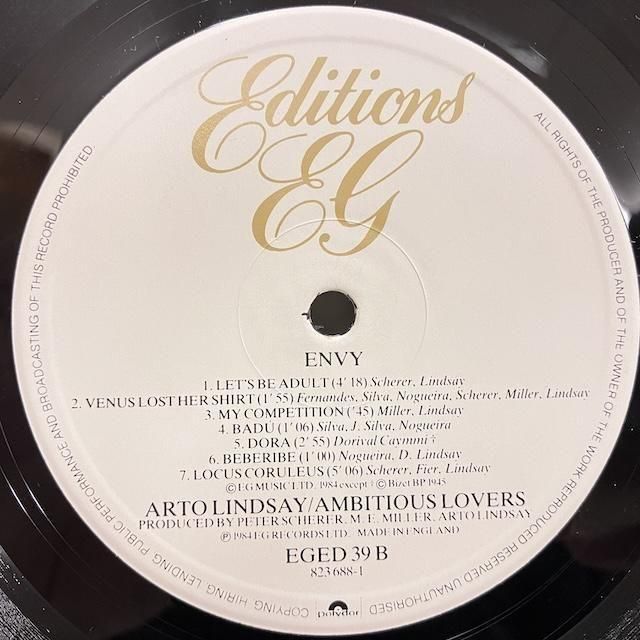 Editions
EG
ENVY
1. LET'S BE ADULT (4' 18) Scherer, Lindsay
2. VENUS LOST HER SHIRT (1' 55) Fernandes, Silva, Nogueira, Scherer, Miller, Lindsay
3. MY COMPETITION ('45) Miller, Lindsay
4. BADÚ (1' 06) Silva, J. Silva, Nogueira
5. DORA (2' 55) Dorival Caymmi †
6. BEBERIBE (1' 00) Nogueira, D. Lindsay
7. LOCUS CORULEUS (5' 06) Scherer, Fier, Lindsay
© EG MUSIC LTD. 1984 except † © Bizet BP 1945
ARTO LINDSAY/AMBITIOUS LOVERS
PRODUCED BY PETER SCHERER, M. E. MILLER, ARTO LINDSAY
℗ 1984 EG RECORDS LTD. MADE IN ENGLAND
EGED 39 B
823 688-1
polydor
ALL RIGHTS OF THE PRODUCER AND OF THE OWNER OF THE WORK REPRODUCED RESERVED UNAUTHORISED COPYING HIRING LENDING PUBLIC PERFORMANCE AND BROADCASTING OF THIS RECORD PROHIBITED.